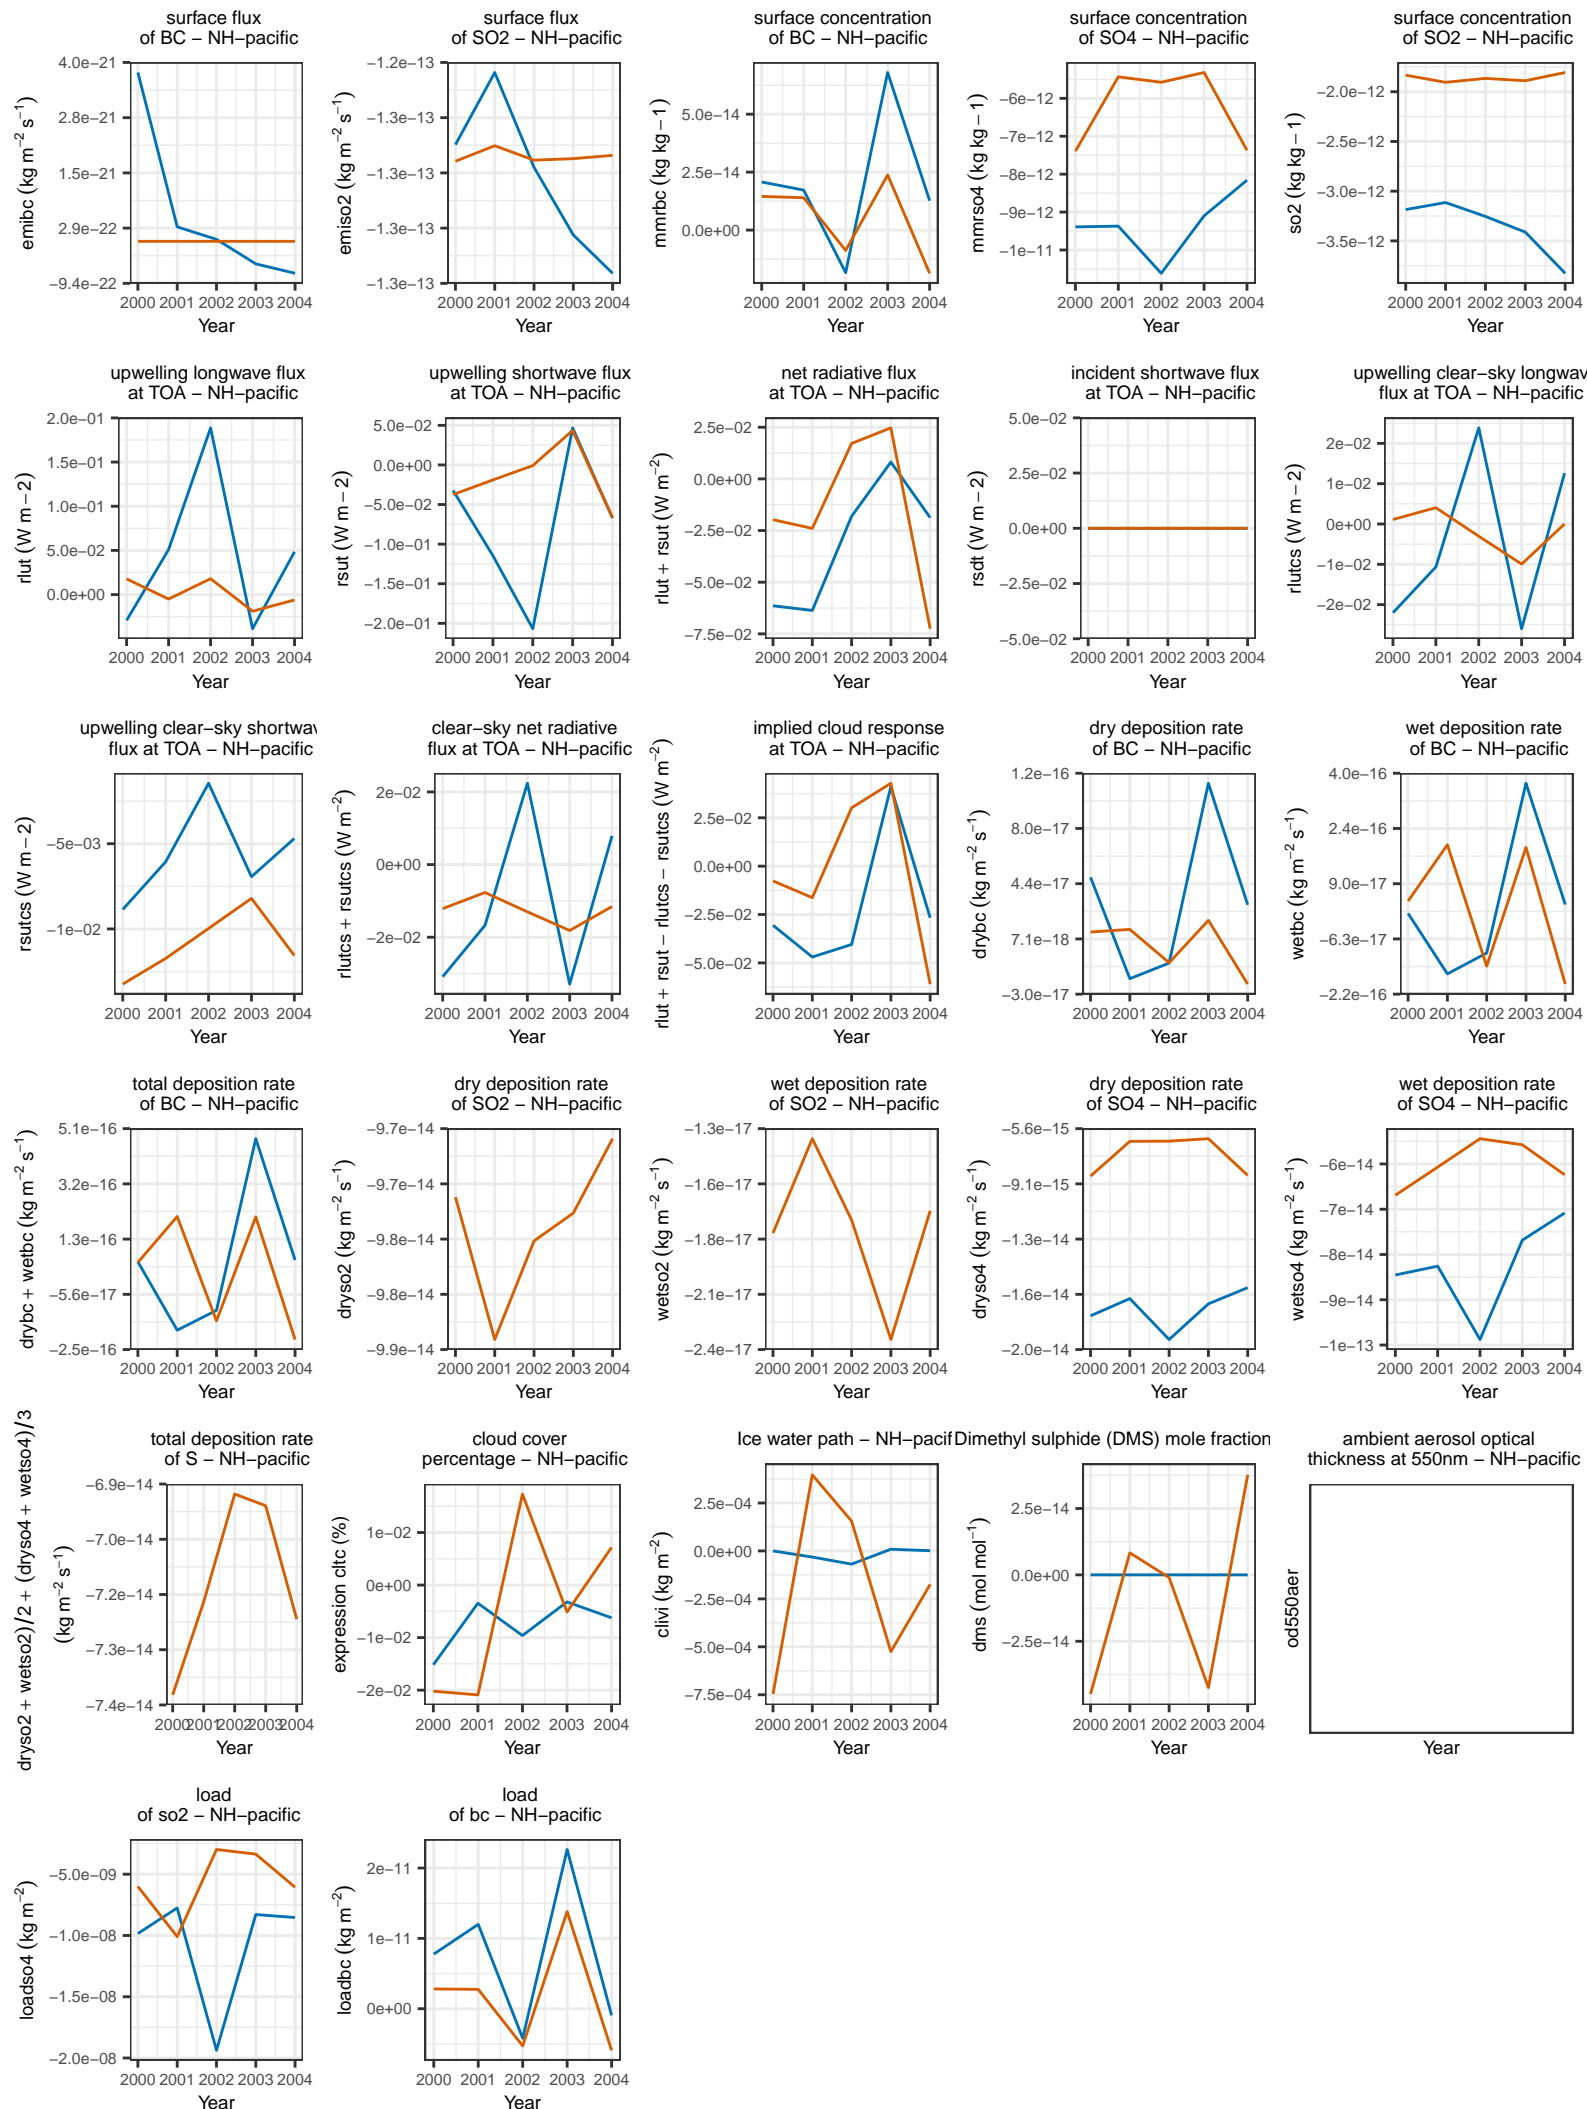 surface flux
of BC − NH−pacific
emibc (kg m−2 s−1)
4.0e−21
2.8e−21
1.5e−21
2.9e−22
−9.4e−22
2000 2001 2002 2003 2004
Year
surface flux
of SO2 − NH−pacific
emiso2 (kg m−2 s−1)
−1.2e−13
−1.3e−13
−1.3e−13
−1.3e−13
−1.3e−13
2000 2001 2002 2003 2004
Year
surface concentration
of BC − NH−pacific
mmrbc (kg kg − 1)
5.0e−14
2.5e−14
0.0e+00
2000 2001 2002 2003 2004
Year
surface concentration
of SO4 − NH−pacific
mmrso4 (kg kg − 1)
−6e−12
−7e−12
−8e−12
−9e−12
−1e−11
2000 2001 2002 2003 2004
Year
surface concentration
of SO2 − NH−pacific
so2 (kg kg − 1)
−2.0e−12
−2.5e−12
−3.0e−12
−3.5e−12
2000 2001 2002 2003 2004
Year
upwelling longwave flux
at TOA − NH−pacific
rlut (W m − 2)
2.0e−01
1.5e−01
1.0e−01
5.0e−02
0.0e+00
2000 2001 2002 2003 2004
Year
upwelling shortwave flux
at TOA − NH−pacific
rsut (W m − 2)
5.0e−02
0.0e+00
−5.0e−02
−1.0e−01
−1.5e−01
−2.0e−01
2000 2001 2002 2003 2004
Year
net radiative flux
at TOA − NH−pacific
rlut + rsut (W m−2)
2.5e−02
0.0e+00
−2.5e−02
−5.0e−02
−7.5e−02
2000 2001 2002 2003 2004
Year
incident shortwave flux
at TOA − NH−pacific
rsdt (W m − 2)
5.0e−02
2.5e−02
0.0e+00
−2.5e−02
−5.0e−02
2000 2001 2002 2003 2004
Year
upwelling clear−sky longwav
flux at TOA − NH−pacific
rlutcs (W m − 2)
2e−02
1e−02
0e+00
−1e−02
−2e−02
2000 2001 2002 2003 2004
Year
upwelling clear−sky shortwav
flux at TOA − NH−pacific
rsutcs (W m − 2)
−5e−03
−1e−02
2000 2001 2002 2003 2004
Year
clear−sky net radiative
flux at TOA − NH−pacific
rlutcs + rsutcs (W m−2)
2e−02
0e+00
−2e−02
2000 2001 2002 2003 2004
Year
implied cloud response
at TOA − NH−pacific
rlut + rsut − rlutcs − rsutcs (W m−2)
2.5e−02
0.0e+00
−2.5e−02
−5.0e−02
2000 2001 2002 2003 2004
Year
dry deposition rate
of BC − NH−pacific
drybc (kg m−2 s−1)
1.2e−16
8.0e−17
4.4e−17
7.1e−18
−3.0e−17
2000 2001 2002 2003 2004
Year
wet deposition rate
of BC − NH−pacific
wetbc (kg m−2 s−1)
4.0e−16
2.4e−16
9.0e−17
−6.3e−17
−2.2e−16
2000 2001 2002 2003 2004
Year
total deposition rate
of BC − NH−pacific
drybc + wetbc (kg m−2 s−1)
5.1e−16
3.2e−16
1.3e−16
−5.6e−17
−2.5e−16
2000 2001 2002 2003 2004
Year
dry deposition rate
of SO2 − NH−pacific
dryso2 (kg m−2 s−1)
−9.7e−14
−9.7e−14
−9.8e−14
−9.8e−14
−9.9e−14
2000 2001 2002 2003 2004
Year
wet deposition rate
of SO2 − NH−pacific
wetso2 (kg m−2 s−1)
−1.3e−17
−1.6e−17
−1.8e−17
−2.1e−17
−2.4e−17
2000 2001 2002 2003 2004
Year
dry deposition rate
of SO4 − NH−pacific
dryso4 (kg m−2 s−1)
−5.6e−15
−9.1e−15
−1.3e−14
−1.6e−14
−2.0e−14
2000 2001 2002 2003 2004
Year
wet deposition rate
of SO4 − NH−pacific
wetso4 (kg m−2 s−1)
−6e−14
−7e−14
−8e−14
−9e−14
−1e−13
2000 2001 2002 2003 2004
Year
total deposition rate
of S − NH−pacific
dryso2 + wetso2)/2 + (dryso4 + wetso4)/3
(kg m−2 s−1)
−6.9e−14
−7.0e−14
−7.2e−14
−7.3e−14
−7.4e−14
2000 2001 2002 2003 2004
Year
cloud cover
percentage − NH−pacific
expression cltc (%)
1e−02
0e+00
−1e−02
−2e−02
2000 2001 2002 2003 2004
Year
Ice water path − NH−pacif
clivi (kg m−2)
2.5e−04
0.0e+00
−2.5e−04
−5.0e−04
−7.5e−04
2000 2001 2002 2003 2004
Year
Dimethyl sulphide (DMS) mole fraction
dms (mol mol−1)
2.5e−14
0.0e+00
−2.5e−14
2000 2001 2002 2003 2004
Year
ambient aerosol optical
thickness at 550nm − NH−pacific
od550aer
Year
load
of so2 − NH−pacific
loadso4 (kg m−2)
−5.0e−09
−1.0e−08
−1.5e−08
−2.0e−08
2000 2001 2002 2003 2004
Year
load
of bc − NH−pacific
loadbc (kg m−2)
2e−11
1e−11
0e+00
2000 2001 2002 2003 2004
Year